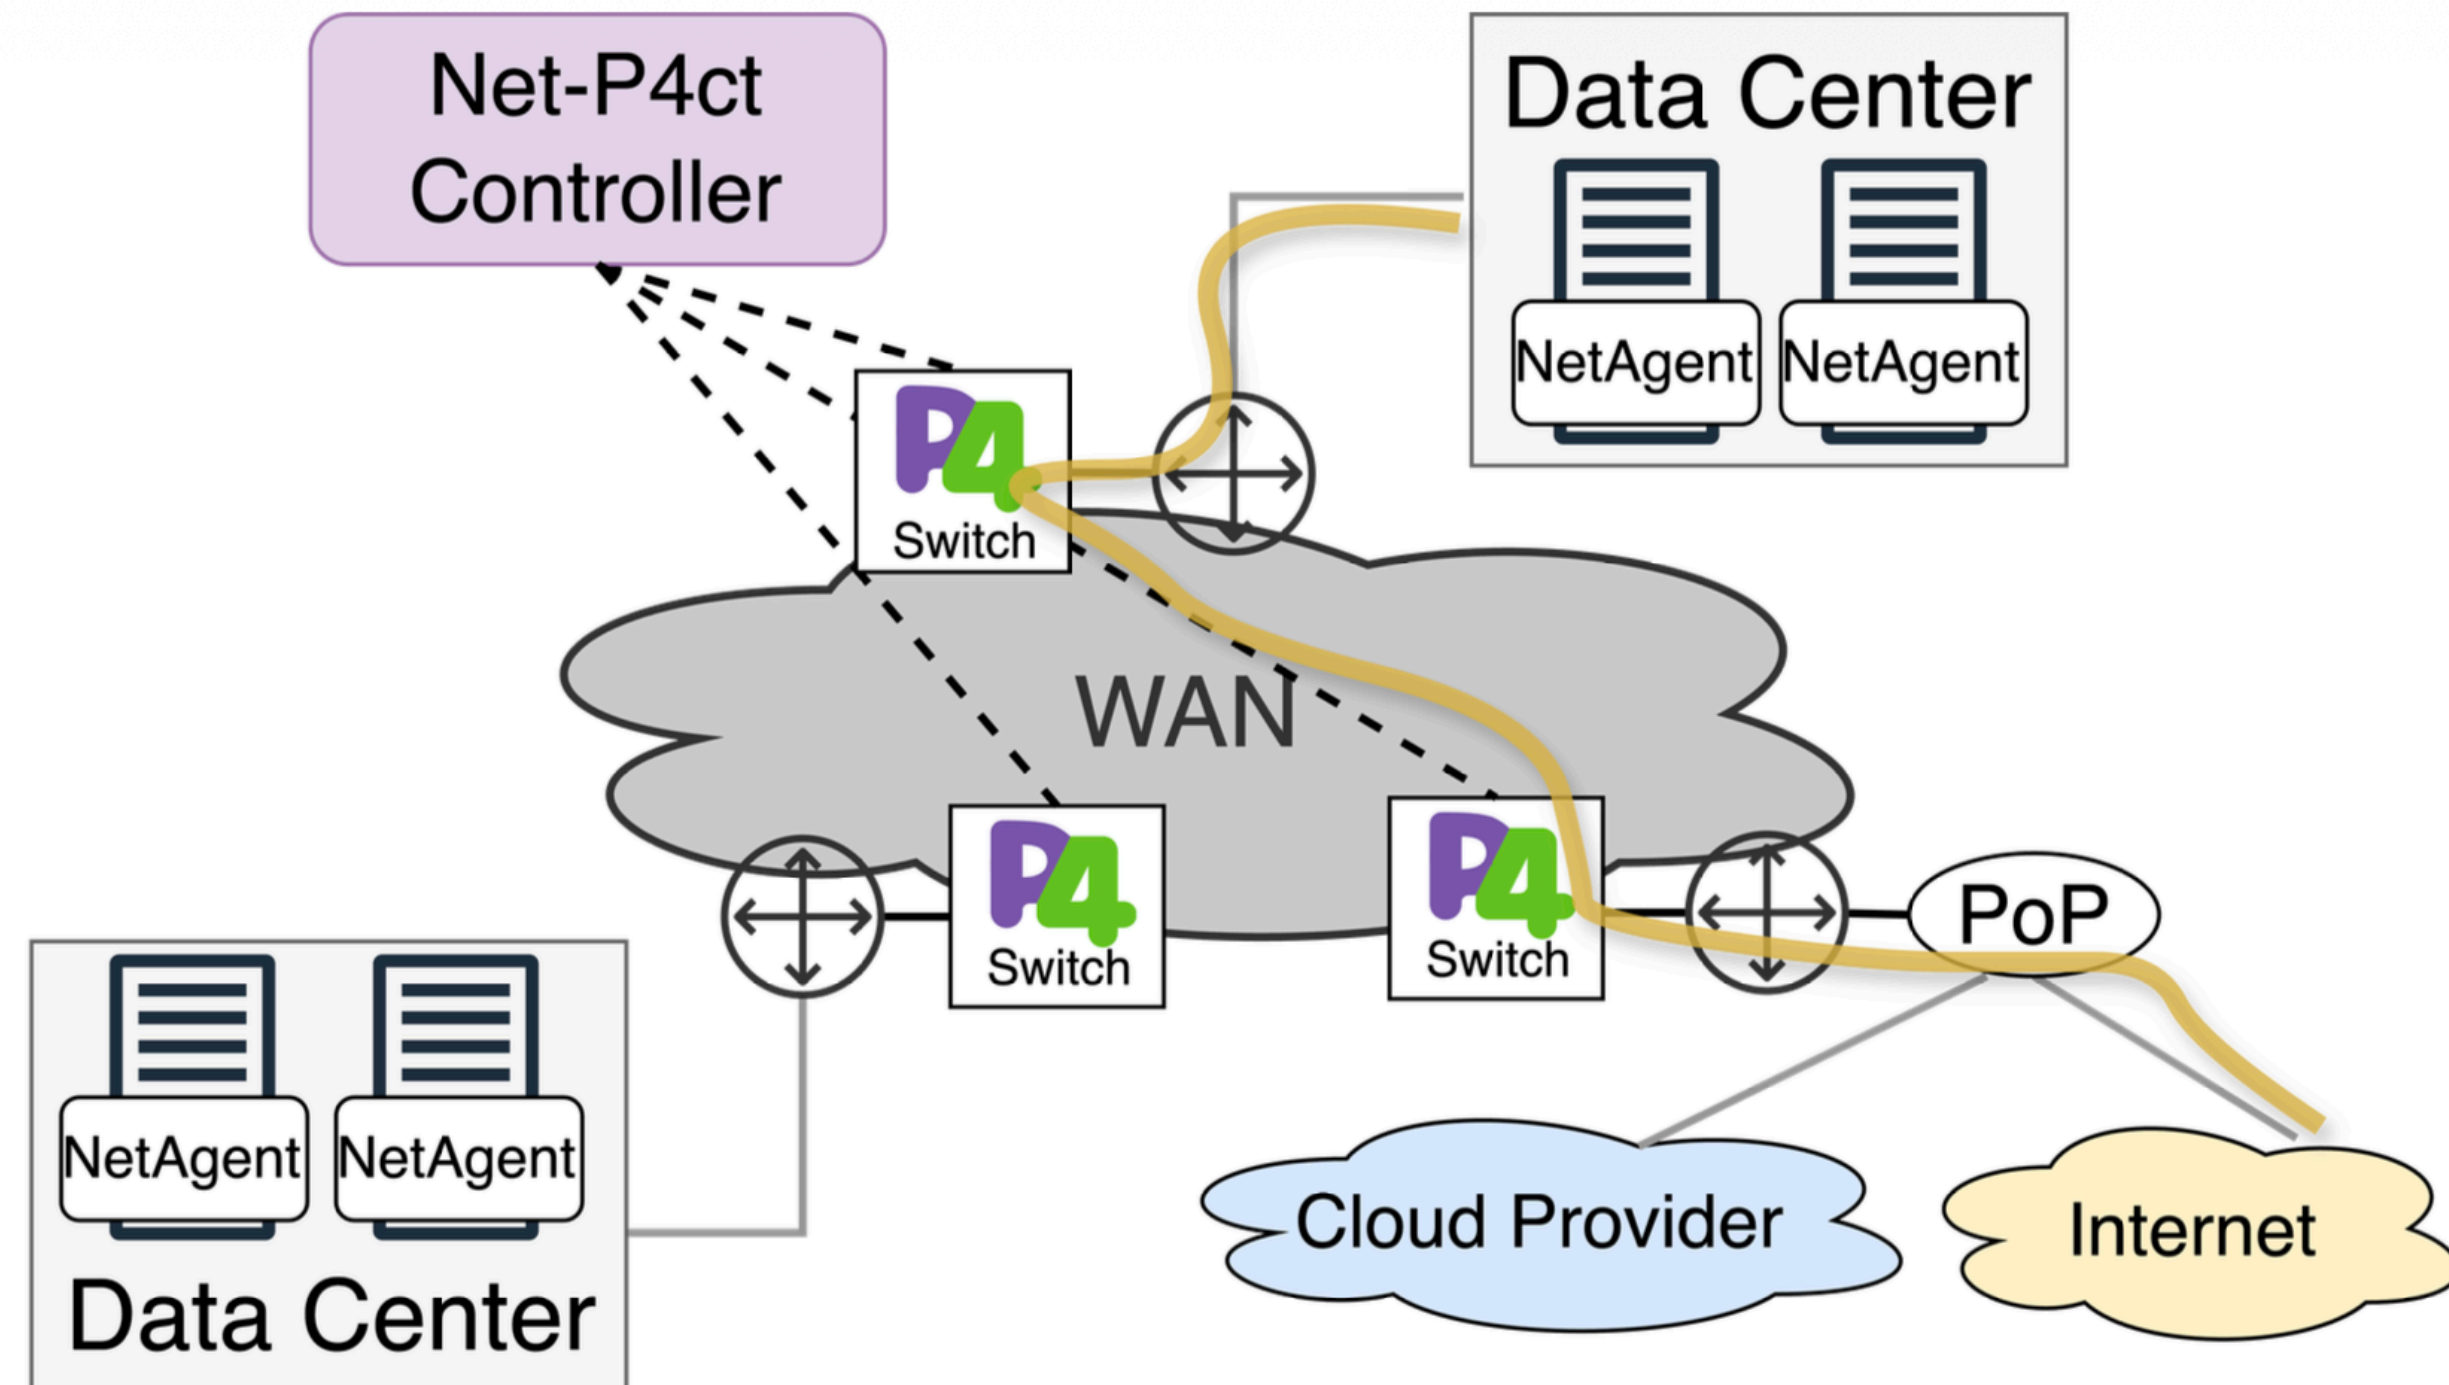 Net-P4ct
Controller
Data Center
NetAgent
NetAgent
P4
Switch
WAN
P4
Switch
P4
Switch
PoP
NetAgent
NetAgent
Data Center
Cloud Provider
Internet